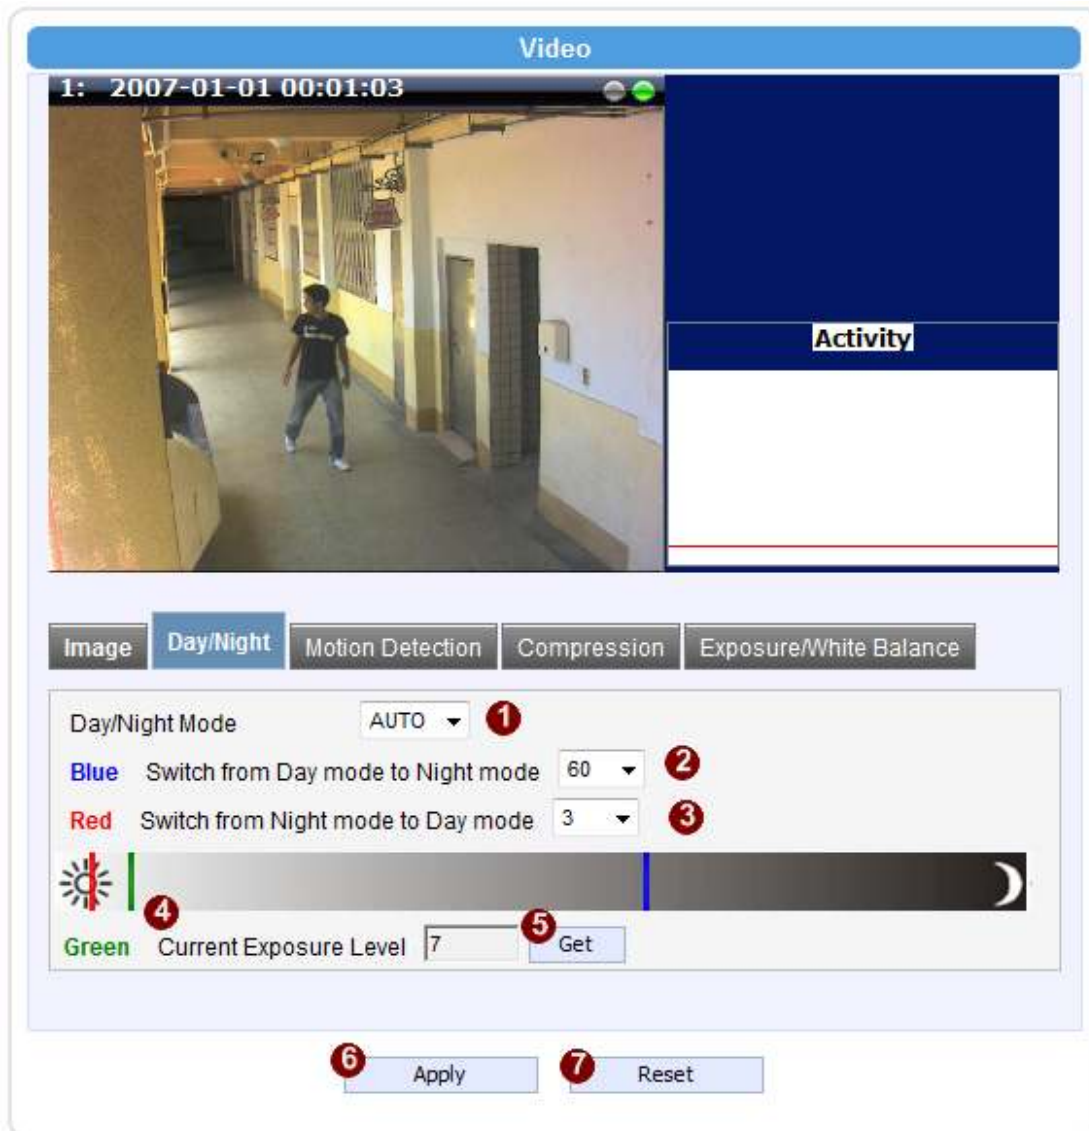 Video
1: 2007-01-01 00:01:03
Activity
Image Day/Night Motion Detection Compression Exposure/White Balance
Day/Night Mode AUTO 1
Blue Switch from Day mode to Night mode 60 2
Red Switch from Night mode to Day mode 3 3
4
Green Current Exposure Level 7 5 Get
6 Apply 7 Reset